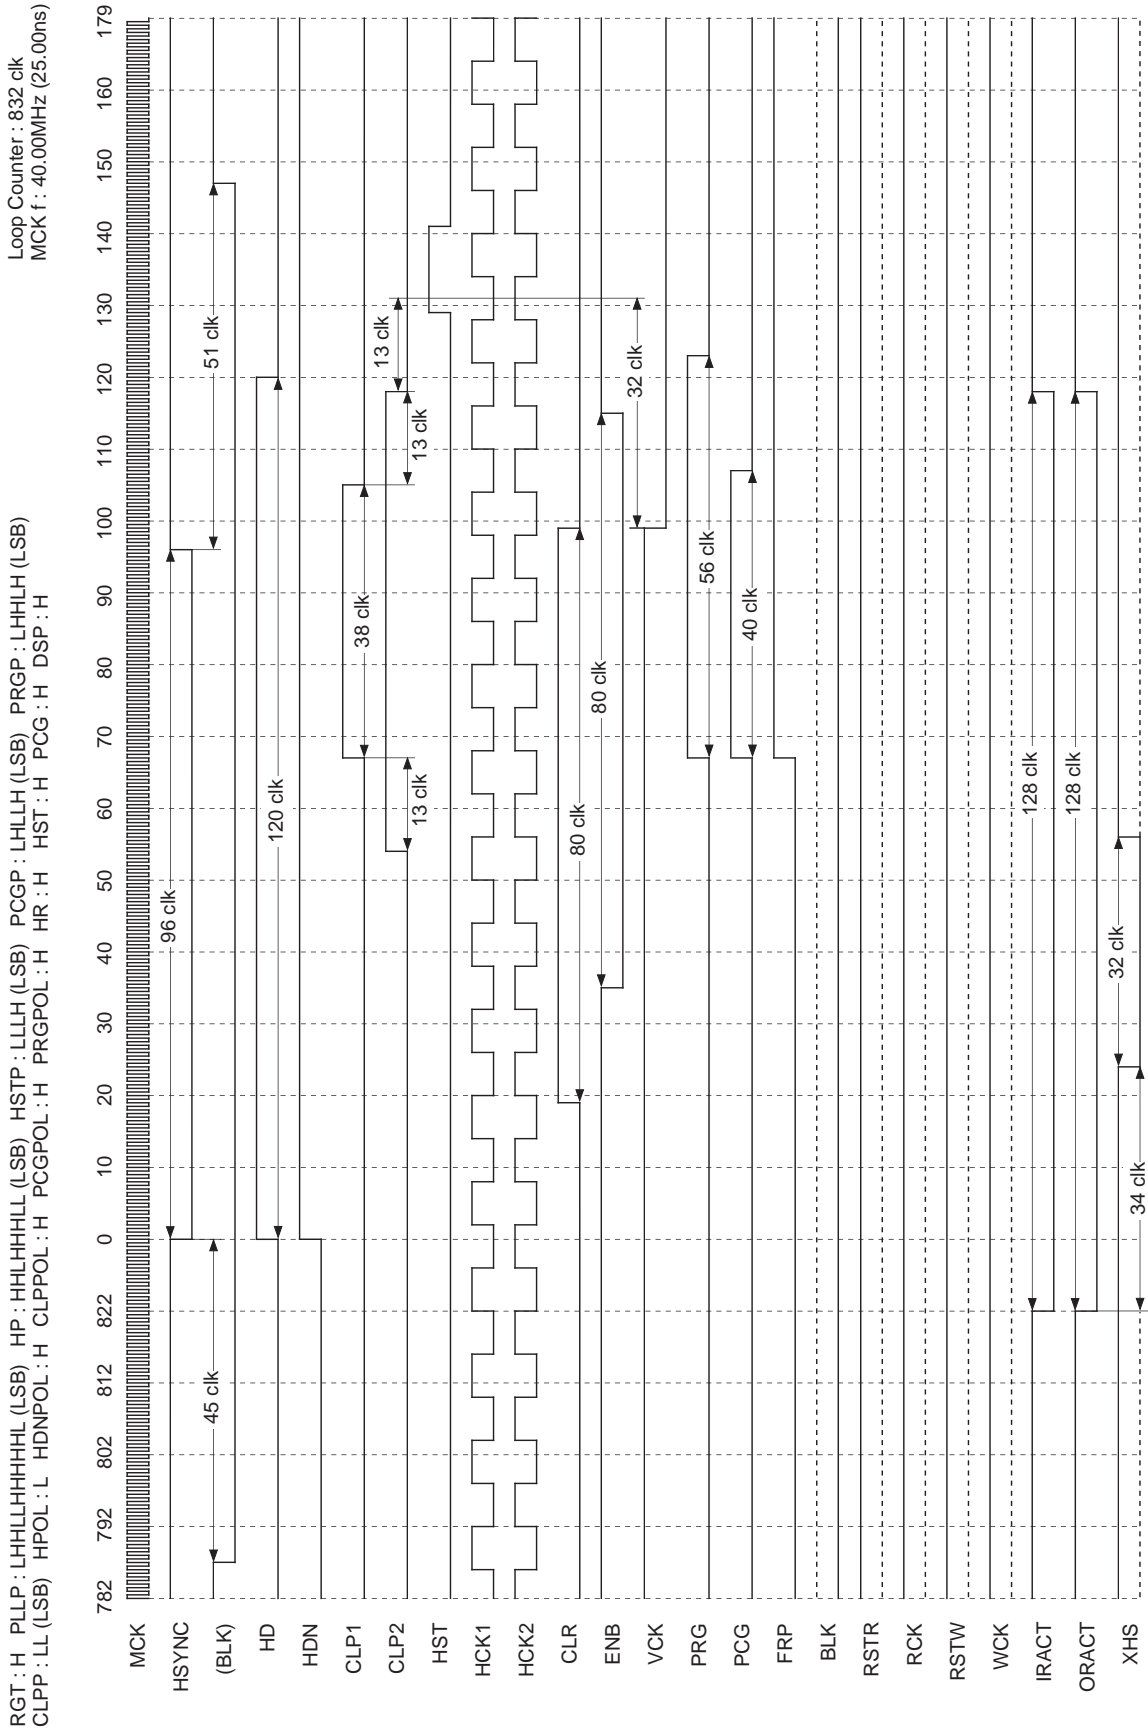 RGT : H PLLP : LHHLLHHHHHL (LSB) HP : HHLHHHLL (LSB) HSTP : LLLH (LSB) PCGP : LHLLH (LSB) PRGP : LHHLH (LSB)
CLPP : LL (LSB) HPOL : L HDNPOL : H CLPPOL : H PCGPOL : H PRGPOL : H HR : H HST : H PCG : H DSP : H
Loop Counter : 832 clk
MCK f : 40.00MHz (25.00ns)
782 792 802 812 822 0 10 20 30 40 50 60 70 80 90 100 110 120 130 140 150 160 179
MCK
HSYNC
96 clk
(BLK)
45 clk
51 clk
HD
120 clk
HDN
CLP1
38 clk
CLP2
13 clk
13 clk
13 clk
HST
HCK1
HCK2
CLR
80 clk
ENB
80 clk
VCK
32 clk
PRG
56 clk
PCG
40 clk
FRP
BLK
RSTR
RCK
RSTW
WCK
IRACT
128 clk
ORACT
128 clk
XHS
34 clk
32 clk